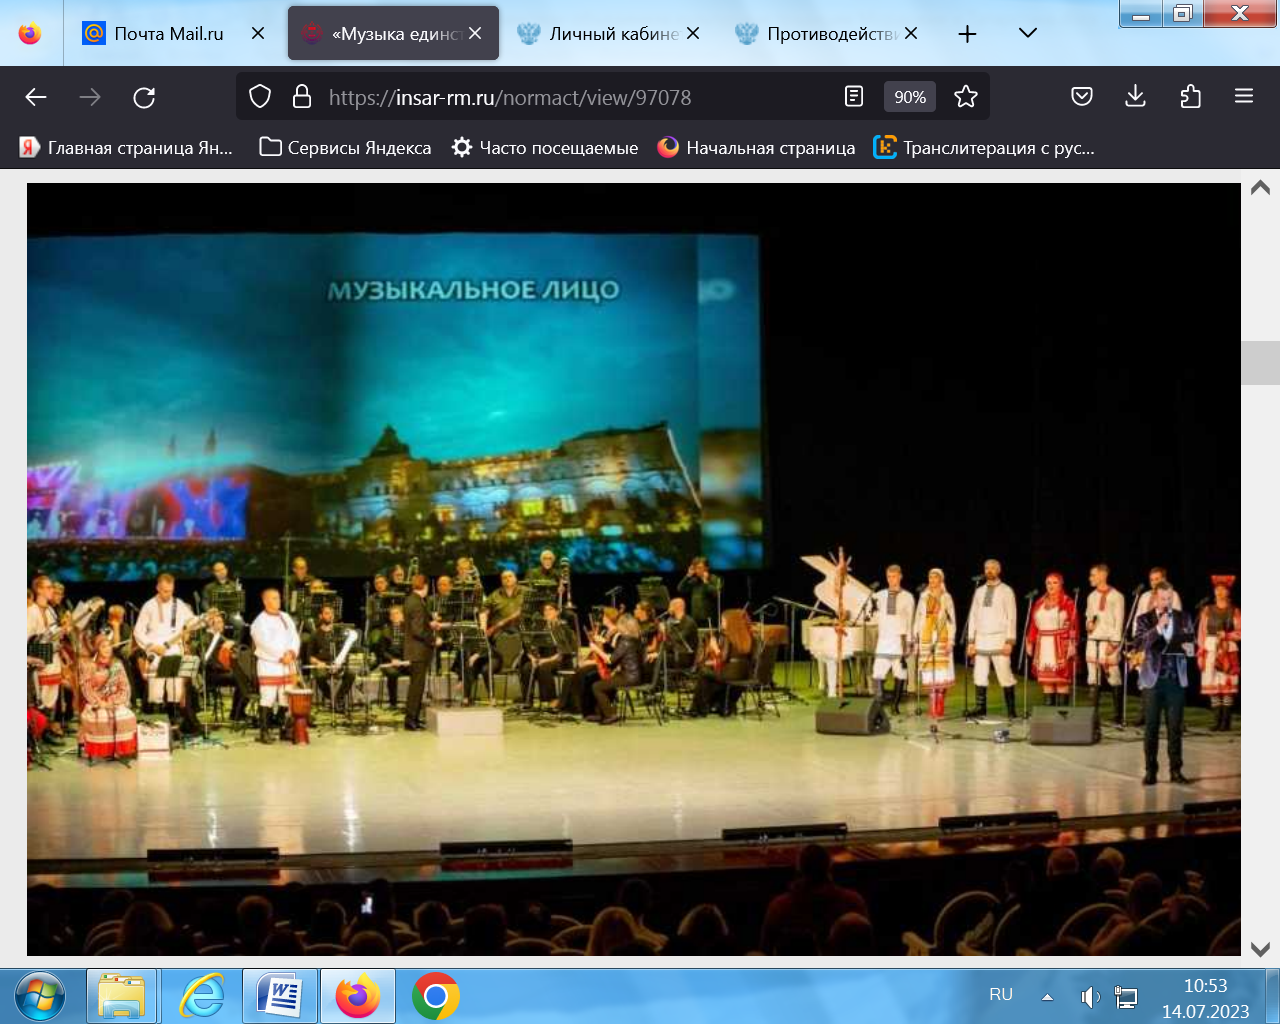 Почта Mail.ru
«Музыка единст
Личный кабине
Противодействи
https://insar-rm.ru/normact/view/97078
90%
Главная страница Ян...
Сервисы Яндекса
Часто посещаемые
Начальная страница
Транслитерация с рус...
МУЗЫКАЛЬНОЕ ЛИЦО
RU
10:53
14.07.2023